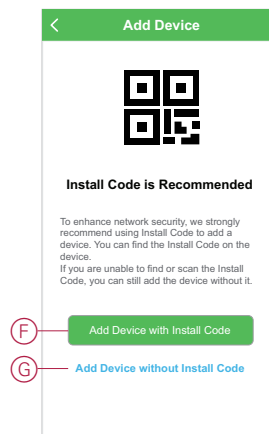 Add Device
Install Code is Recommended
To enhance network security, we strongly
recommend using Install Code to add a
device. You can find the Install Code on the
device.
If you are unable to find or scan the Install
Code, you can still add the device without it.
F
Add Device with Install Code
G
Add Device without Install Code